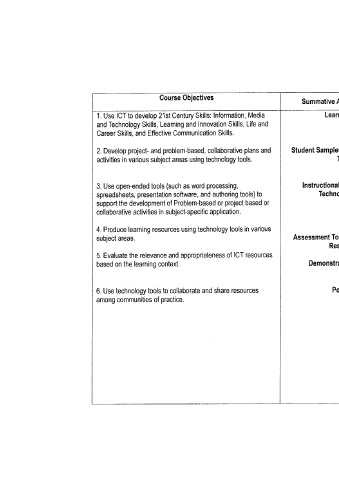 Course Objectives
Summative A
1. Use ICT to develop 21st Century Skills: Information, Media
and Technology Skills, Learning and Innovation Skills, Life and
Career Skills, and Effective Communication Skills.
Lear
2. Develop project- and problem-based, collaborative plans and
activities in various subject areas using technology tools.
Student Sample
T
3. Use open-ended tools (such as word processing,
spreadsheets, presentation software, and authoring tools) to
support the development of Problem-based or project based or
collaborative activities in subject-specific application.
Instructional
Techno
4. Produce learning resources using technology tools in various
subject areas.
Assessment To
Res
5. Evaluate the relevance and appropriateness of ICT resources
based on the learning context.
Demonstr
6. Use technology tools to collaborate and share resources
among communities of practice.
Po